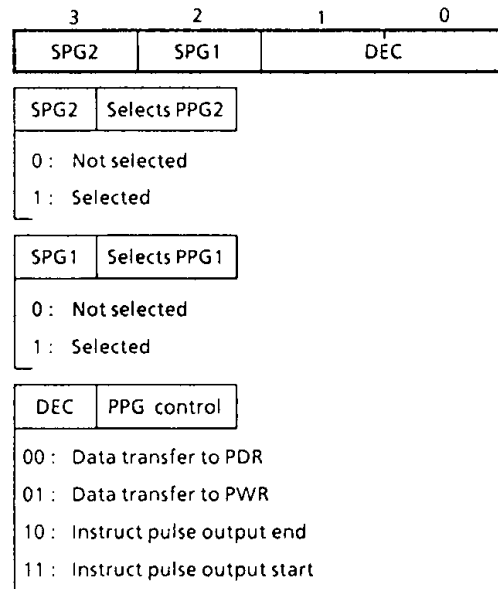 3 2 1 0
SPG2 SPG1 DEC
SPG2 Selects PPG2
0 : Not selected
1 : Selected
SPG1 Selects PPG1
0 : Not selected
1 : Selected
DEC PPG control
00 : Data transfer to PDR
01 : Data transfer to PWR
10 : Instruct pulse output end
11 : Instruct pulse output start